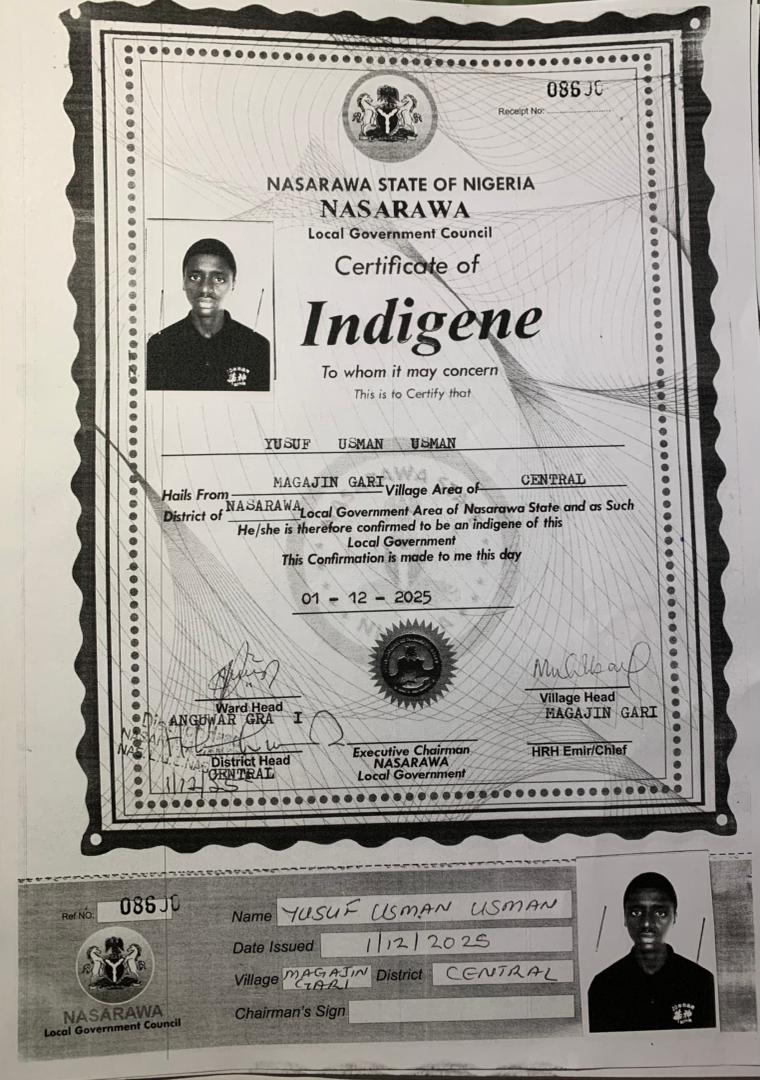 Receipt No:
NASARAWA STATE OF NIGERIA
NASARAWA
Local Government Council
Certificate of
Indigene
To whom it may concern
This is to Certify that
YUSUF USMAN USMAN
Hails From MAGAJIN GARI Village Area of CENTRAL
District of NASARAWA Local Government Area of Nasarawa State and as Such
He/she is therefore confirmed to be an indigene of this
Local Government
This Confirmation is made to me this day
01 - 12 - 2025
Ward Head
ANGUWAR GRA I
Village Head
MAGAJIN GARI
District Head
CENTRAL
1/12/25
Executive Chairman
NASARAWA
Local Government
HRH Emir/Chief
Ref NO:
Name YUSUF USMAN USMAN
Date Issued 1/12/2025
Village MAGAJIN GARI District CENTRAL
Chairman's Sign
NASARAWA
Local Government Council